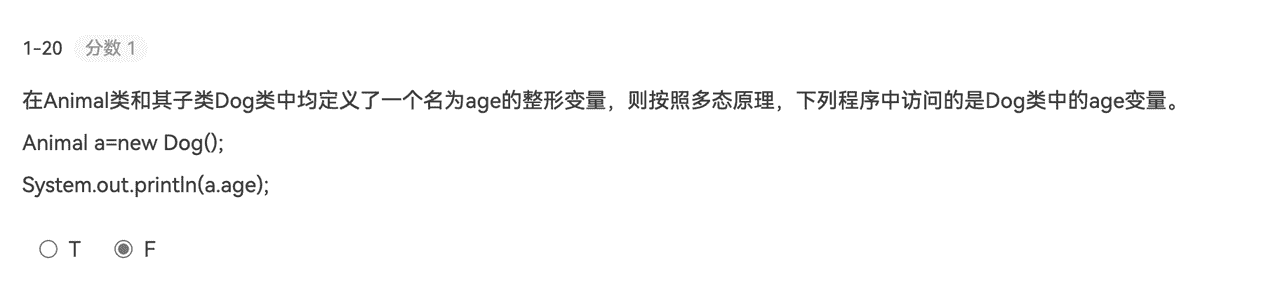 1-20 分数 1
在Animal类和其子类Dog类中均定义了一个名为age的整形变量，则按照多态原理，下列程序中访问的是Dog类中的age变量。
Animal a=new Dog();
System.out.println(a.age);
T F